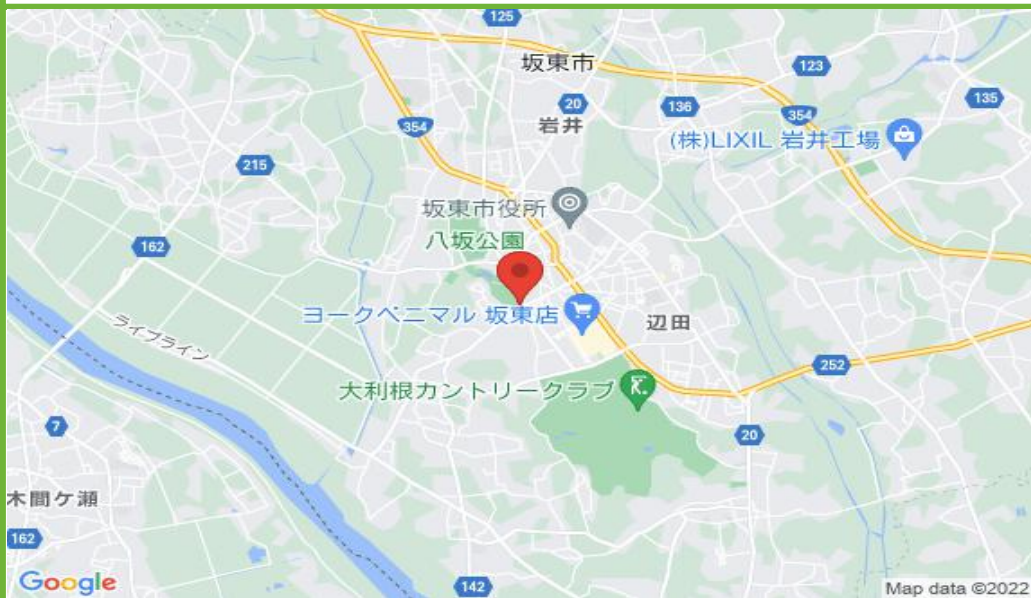 125
坂東市
123
20
136
135
岩井
354
354
(株)LIXIL 岩井工場
215
坂東市役所
八坂公園
162
ヨークベニマル 坂東店
辺田
ライブライン
252
大利根カントリークラブ
7
20
木間ケ瀬
162
142
Google
Map data ©2022